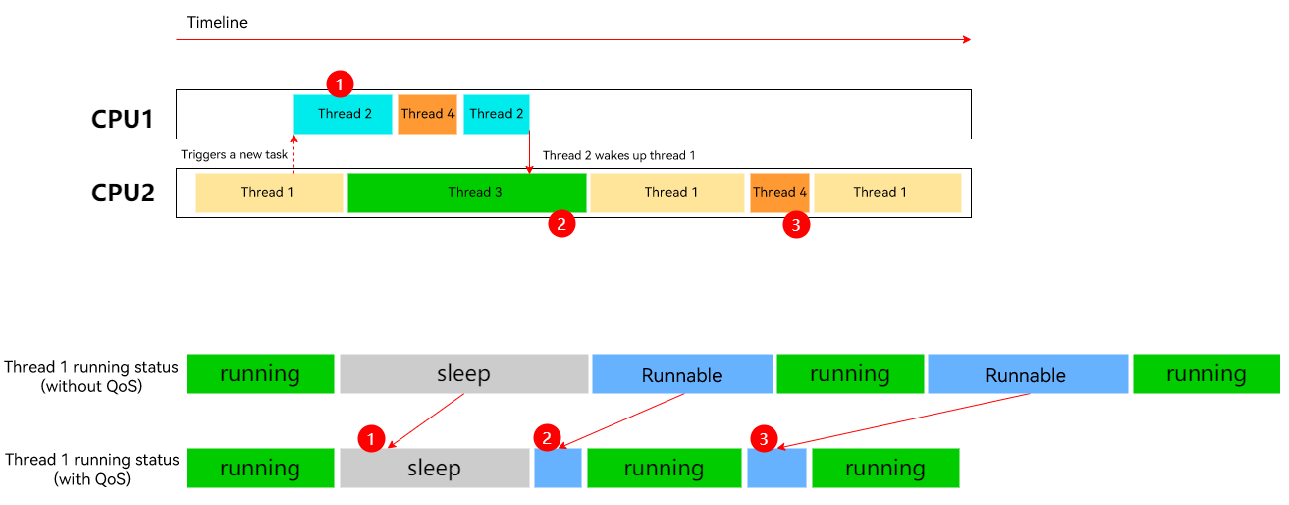 Timeline
1
CPU1
Thread 2
Thread 4
Thread 2
Triggers a new task
Thread 2 wakes up thread 1
CPU2
Thread 1
Thread 3
Thread 1
Thread 4
Thread 1
2
3
Thread 1 running status
(without QoS)
running
sleep
Runnable
running
Runnable
running
1
2
3
Thread 1 running status
(with QoS)
running
sleep
running
running